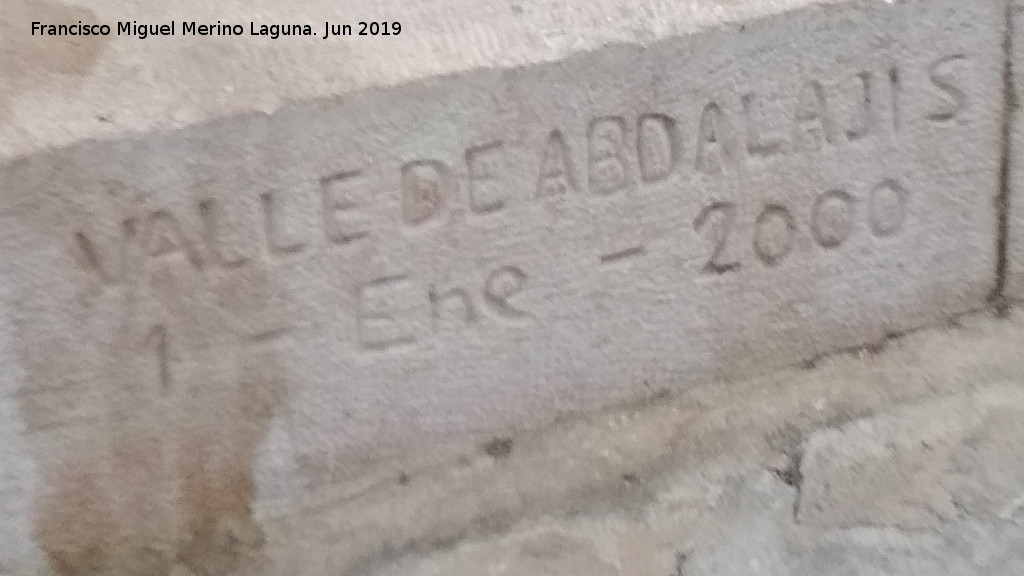 Francisco Miguel Merino Laguna. Jun 2019
VALLE DE ABDALAJIS
1 - Ene - 2000